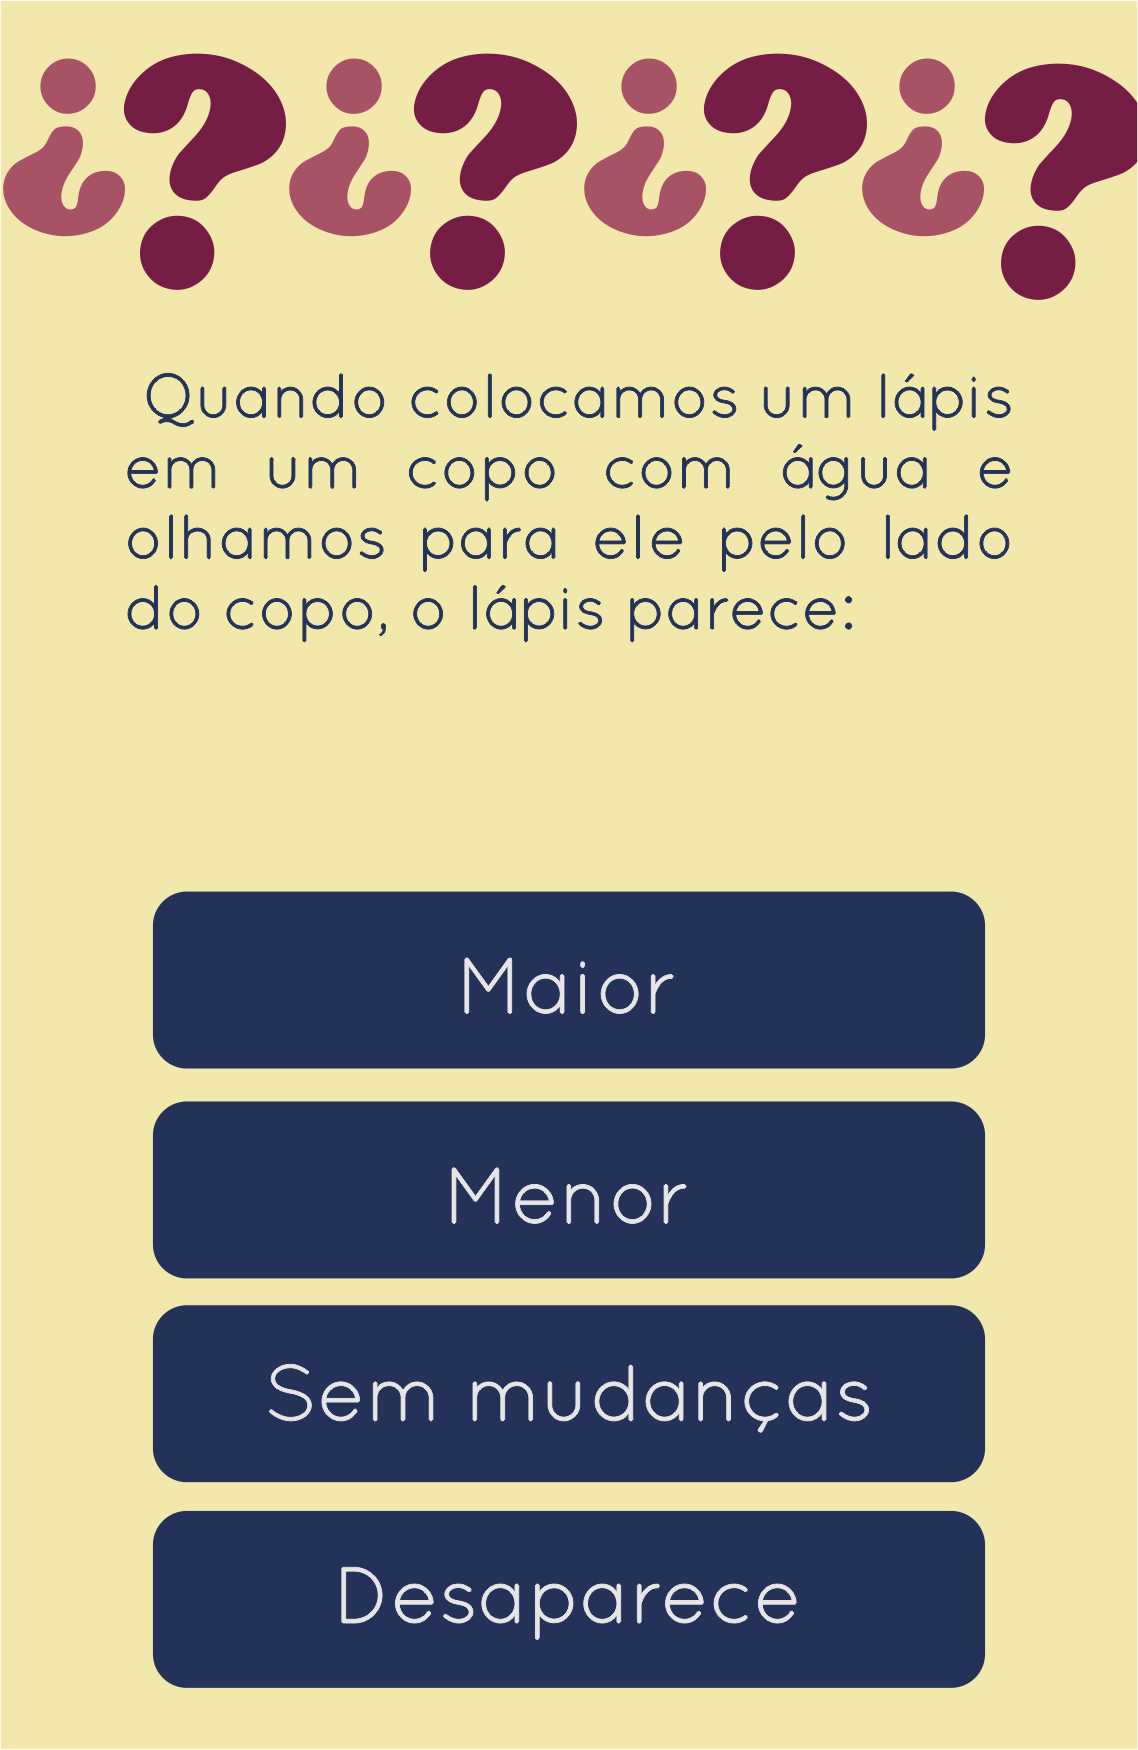 ¿?¿?¿?¿?
Quando colocamos um lápis
em um copo com água e
olhamos para ele pelo lado
do copo, o lápis parece:
Maior
Menor
Sem mudanças
Desaparece